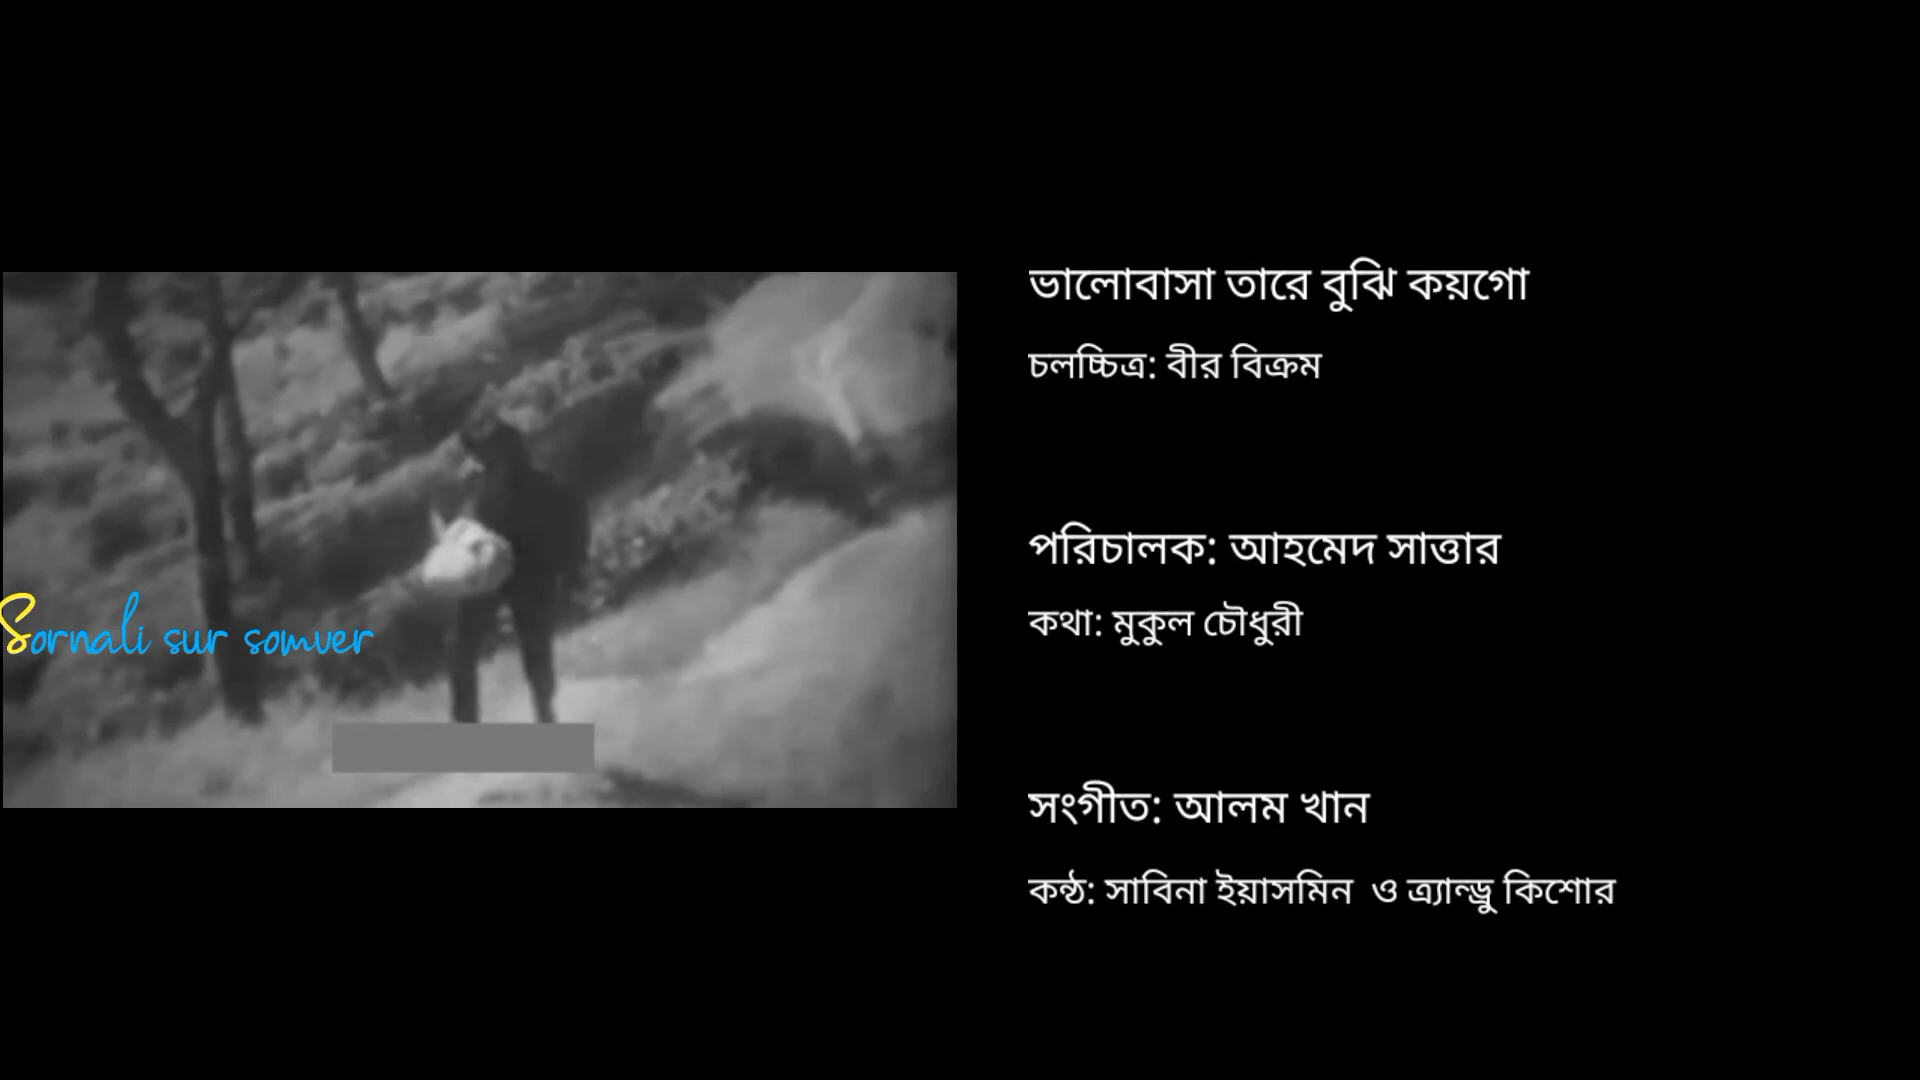 ভালোবাসা তারে বুঝি কয়গো
চলচ্চিত্র: বীর বিক্রম
পরিচালক: আহমেদ সাত্তার
কথা: মুকুল চৌধুরী
Sornali sur somver
সংগীত: আলম খান
কন্ঠ: সাবিনা ইয়াসমিন ও ত্র্যান্ড্রু কিশোর